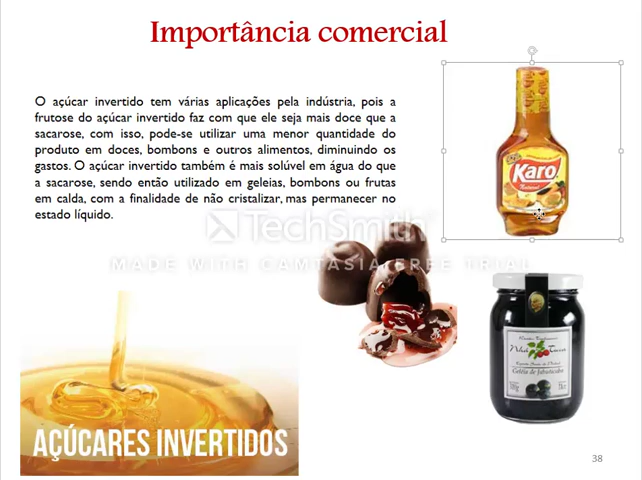 Importância comercial
O açúcar invertido tem várias aplicações pela indústria, pois a
frutose do açúcar invertido faz com que ele seja mais doce que a
sacarose, com isso, pode-se utilizar uma menor quantidade do
produto em doces, bombons e outros alimentos, diminuindo os
gastos. O açúcar invertido também é mais solúvel em água do que
a sacarose, sendo então utilizado em geleias, bombons ou frutas
em calda, com a finalidade de não cristalizar, mas permanecer no
estado líquido.
Karo
TechSmith
MADE WITH CAMTASIA FREE TRIAL
Geléia de Jabuticaba
AÇÚCARES INVERTIDOS
38